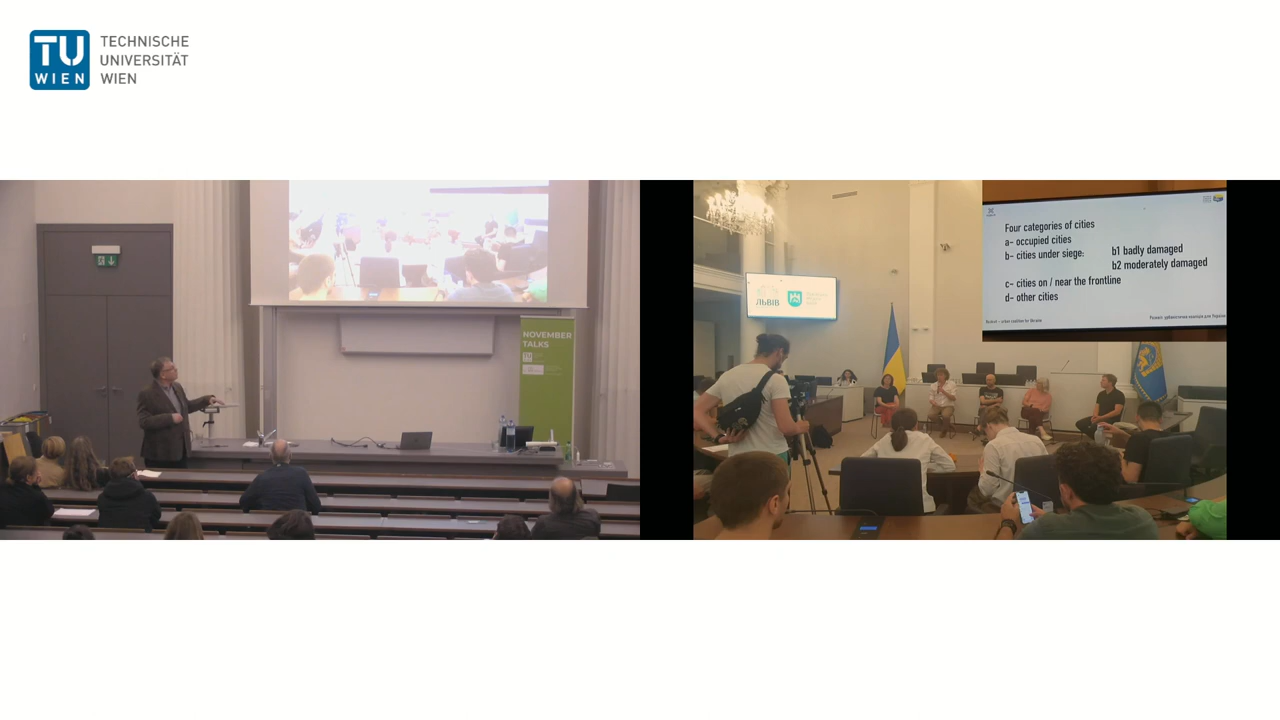 TU
WIEN
TECHNISCHE
UNIVERSITÄT
WIEN
NOVEMBER
TALKS
TU
ЛЬВІВ
Four categories of cities
a- occupied cities
b- cities under siege: b1 badly damaged
b2 moderately damaged
c- cities on / near the frontline
d- other cities